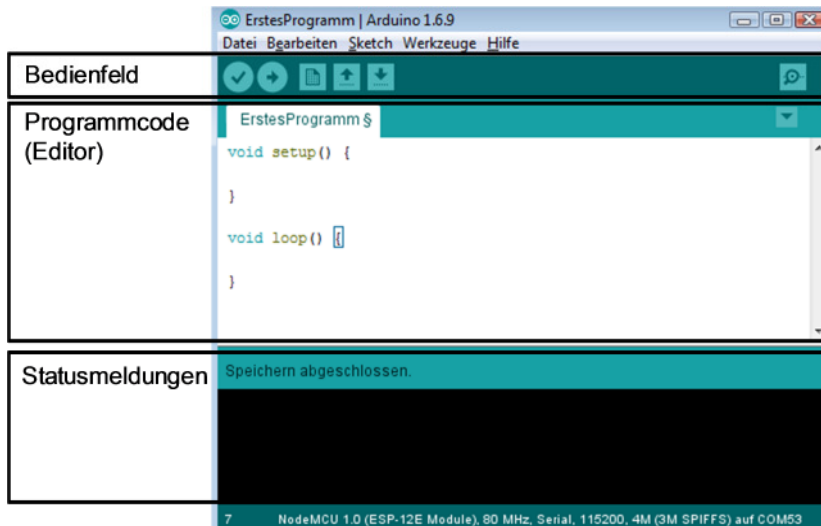 ErstesProgramm | Arduino 1.6.9
Datei Bearbeiten Sketch Werkzeuge Hilfe
Bedienfeld
Programmcode
(Editor)
ErstesProgramm §
void setup() {
}
void loop() {
}
Statusmeldungen
Speichern abgeschlossen.
7 NodeMCU 1.0 (ESP-12E Module), 80 MHz, Serial, 115200, 4M (3M SPIFFS) auf COM53